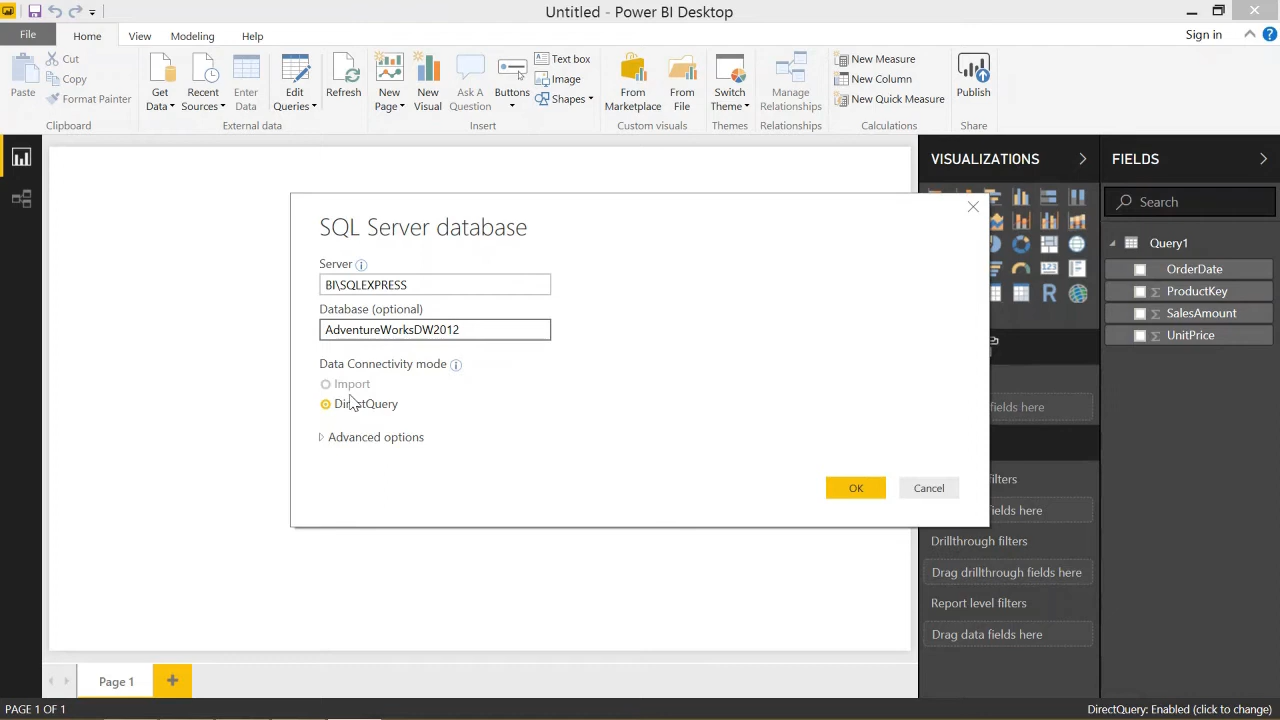 Untitled - Power BI Desktop
File
Home
View
Modeling
Help
Sign in
Paste
Cut
Copy
Format Painter
Clipboard
Get Data
Recent Sources
Enter Data
Edit Queries
External data
Refresh
New Page
New Visual
Ask A Question
Buttons
Text box
Image
Shapes
Insert
From Marketplace
From File
Custom visuals
Switch Theme
Themes
Manage Relationships
Relationships
New Measure
New Column
New Quick Measure
Calculations
Publish
Share
SQL Server database
Server
BI\SQLEXPRESS
Database (optional)
AdventureWorksDW2012
Data Connectivity mode
Import
DirectQuery
Advanced options
OK
Cancel
VISUALIZATIONS
R
123
fields here
filters
fields here
Drillthrough filters
Drag drillthrough fields here
Report level filters
Drag data fields here
FIELDS
Search
Query1
OrderDate
ProductKey
SalesAmount
UnitPrice
Page 1
PAGE 1 OF 1
DirectQuery: Enabled (click to change)